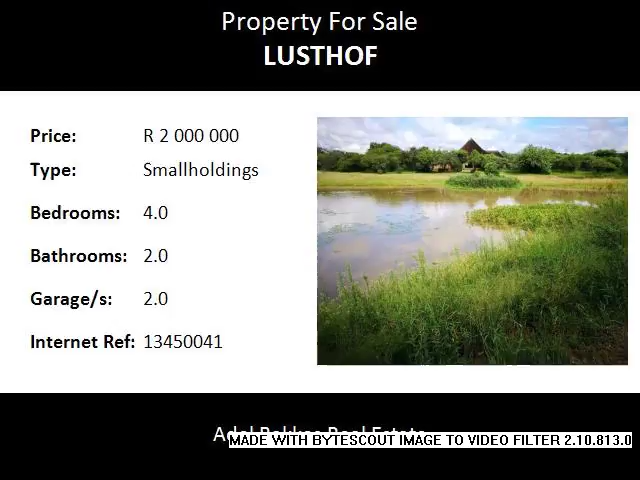 Property For Sale
LUSTHOF
Price: R 2 000 000
Type: Smallholdings
Bedrooms: 4.0
Bathrooms: 2.0
Garage/s: 2.0
Internet Ref: 13450041
MADE WITH BYTESCOUT IMAGE TO VIDEO FILTER 2.10.813.0